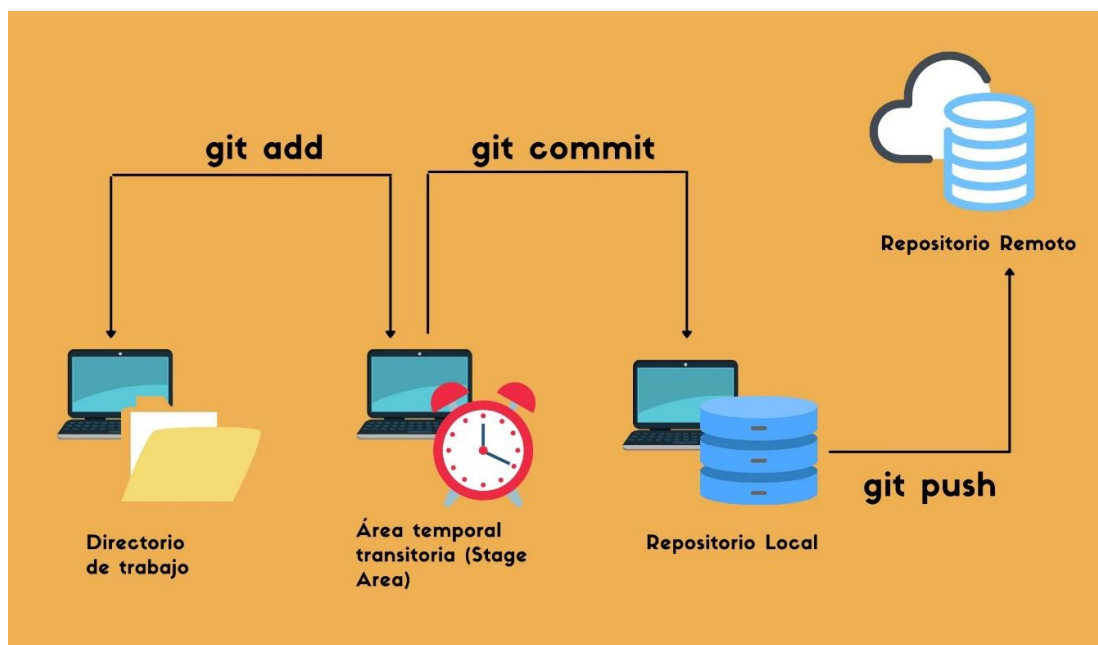 git add
git commit
Repositorio Remoto
git push
Directorio
de trabajo
Área temporal
transitoria (Stage
Area)
Repositorio Local